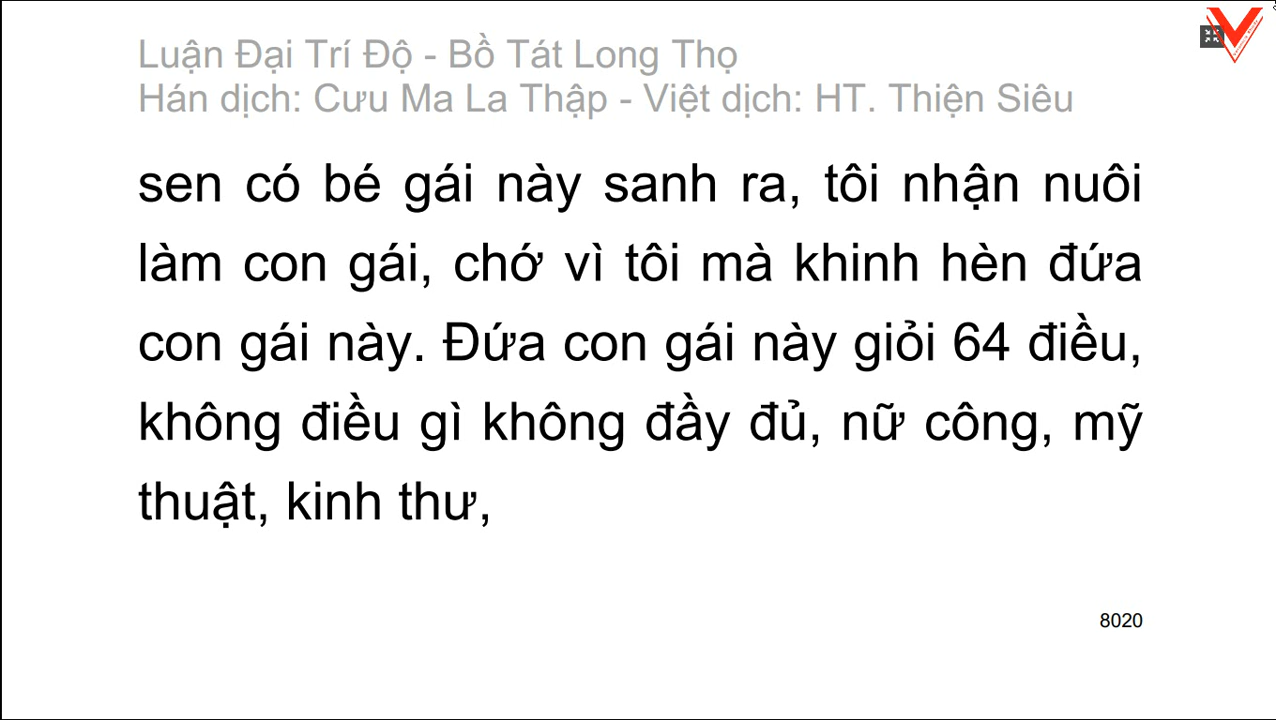 Luận Đại Trí Độ - Bồ Tát Long Thọ
Hán dịch: Cưu Ma La Thập - Việt dịch: HT. Thiện Siêu
sen có bé gái này sanh ra, tôi nhận nuôi
làm con gái, chớ vì tôi mà khinh hèn đứa
con gái này. Đứa con gái này giỏi 64 điều,
không điều gì không đầy đủ, nữ công, mỹ
thuật, kinh thư,
8020